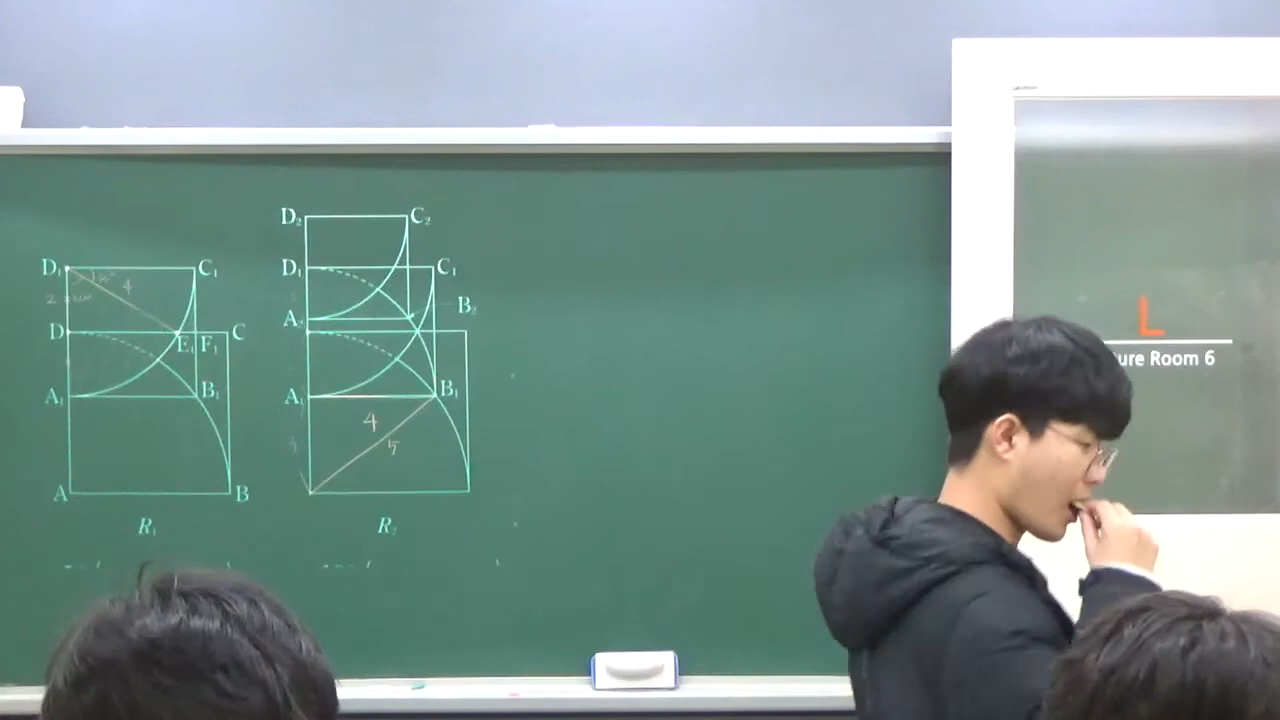 D₂ C₂
D₁ C₁
4
2
D C
E₁ F₁
A₁ B₁
A B
R₁
D₁ C₁
B₂
A₂
A₁ B₁
4
5
R₂
L
ure Room 6